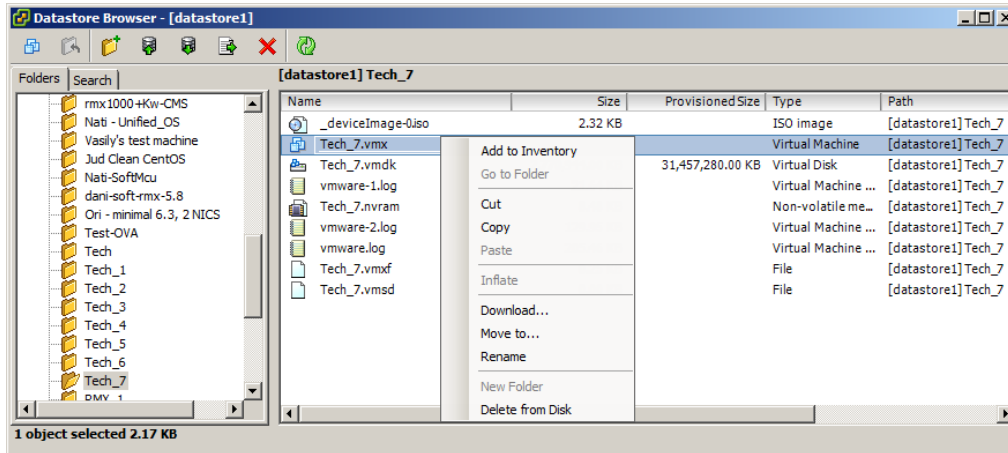 Datastore Browser - [datastore1]
Folders
Search
rmx1000+Kw-CMS
Nati - Unified_OS
Vasily's test machine
Jud Clean CentOS
Nati-SoftMcu
dani-soft-rmx-5.8
Ori - minimal 6.3, 2 NICS
Test-OVA
Tech
Tech_1
Tech_2
Tech_3
Tech_4
Tech_5
Tech_6
Tech_7
RMX_1
[datastore1] Tech_7
Name Size Provisioned Size Type Path
_deviceImage-0.iso 2.32 KB ISO image [datastore1] Tech_7
Tech_7.vmx Virtual Machine [datastore1] Tech_7
Tech_7.vmdk 31,457,280.00 KB Virtual Disk [datastore1] Tech_7
vmware-1.log Virtual Machine ... [datastore1] Tech_7
Tech_7.nvram Non-volatile me... [datastore1] Tech_7
vmware-2.log Virtual Machine ... [datastore1] Tech_7
vmware.log Virtual Machine ... [datastore1] Tech_7
Tech_7.vmxf File [datastore1] Tech_7
Tech_7.vmsd File [datastore1] Tech_7
Add to Inventory
Go to Folder
Cut
Copy
Paste
Inflate
Download...
Move to...
Rename
New Folder
Delete from Disk
1 object selected 2.17 KB